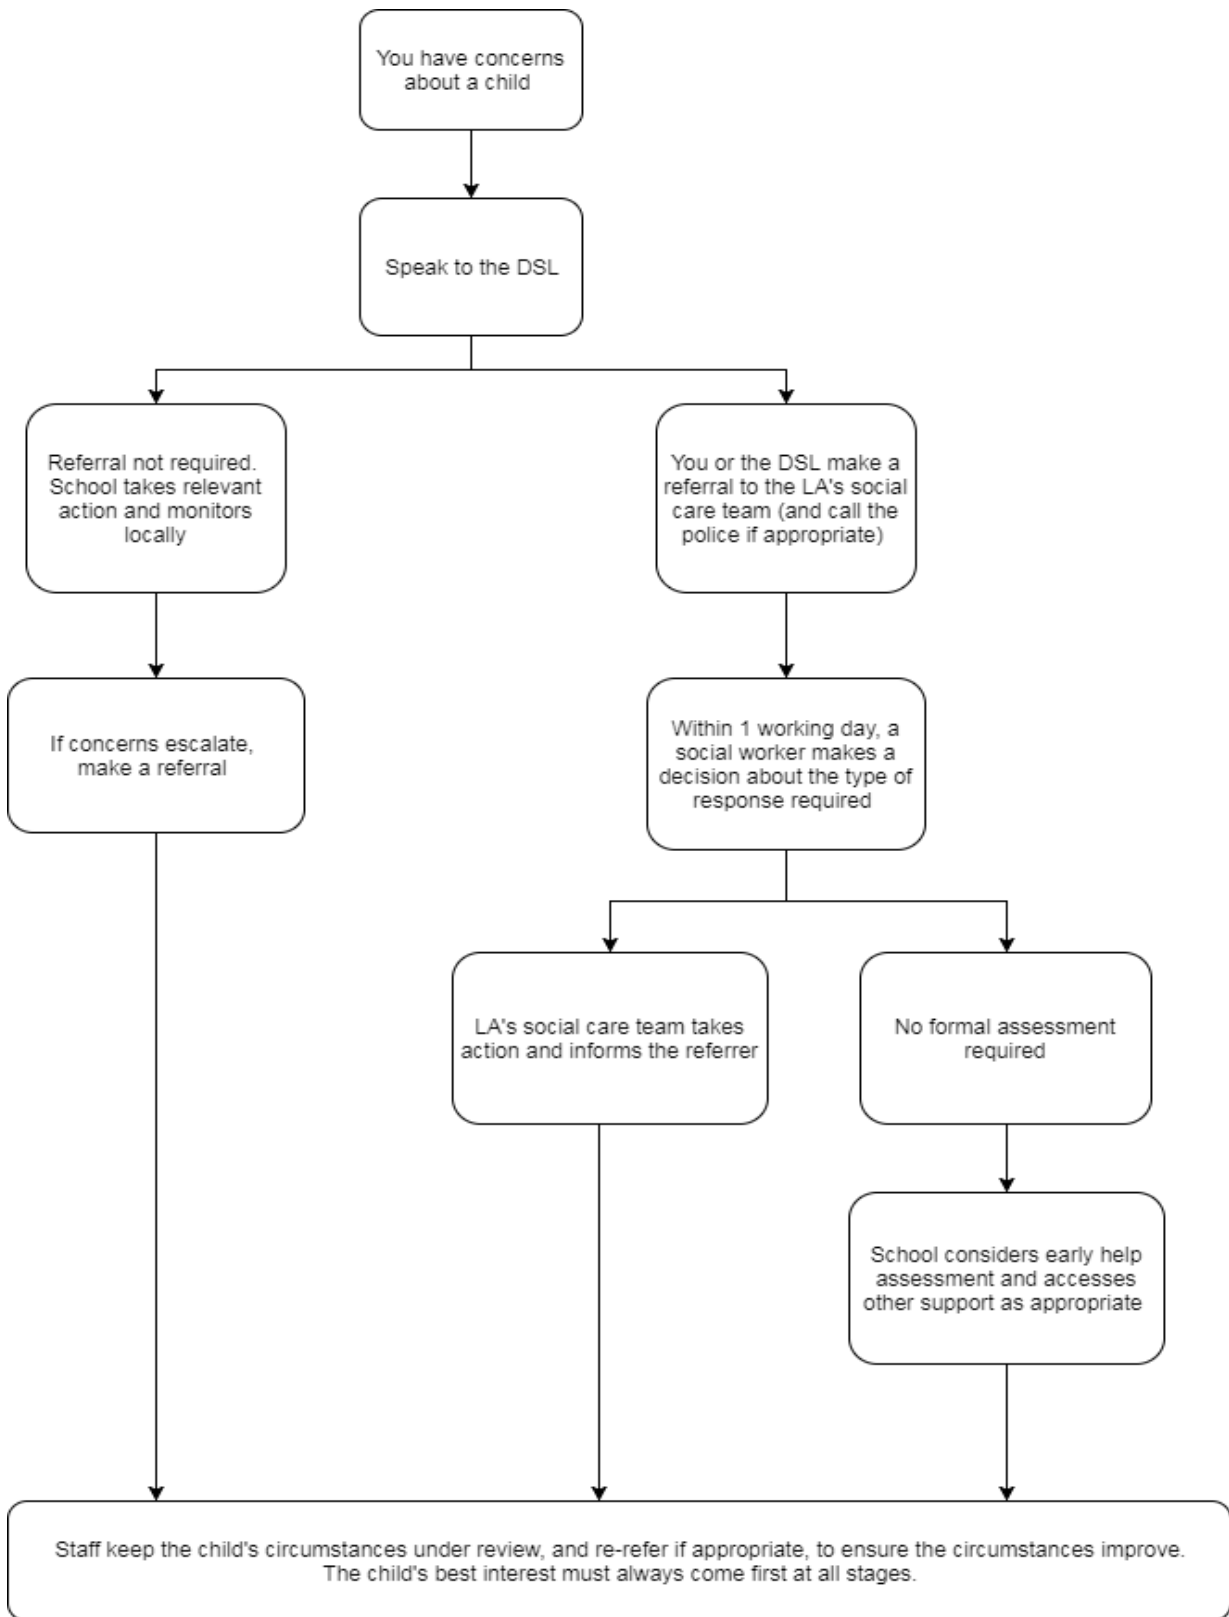 You have concerns
about a child
Speak to the DSL
Referral not required.
School takes relevant
action and monitors
locally
You or the DSL make a
referral to the LA's social
care team (and call the
police if appropriate)
If concerns escalate,
make a referral
Within 1 working day, a
social worker makes a
decision about the type of
response required
LA's social care team takes
action and informs the referrer
No formal assessment
required
School considers early help
assessment and accesses
other support as appropriate
Staff keep the child's circumstances under review, and re-refer if appropriate, to ensure the circumstances improve.
The child's best interest must always come first at all stages.